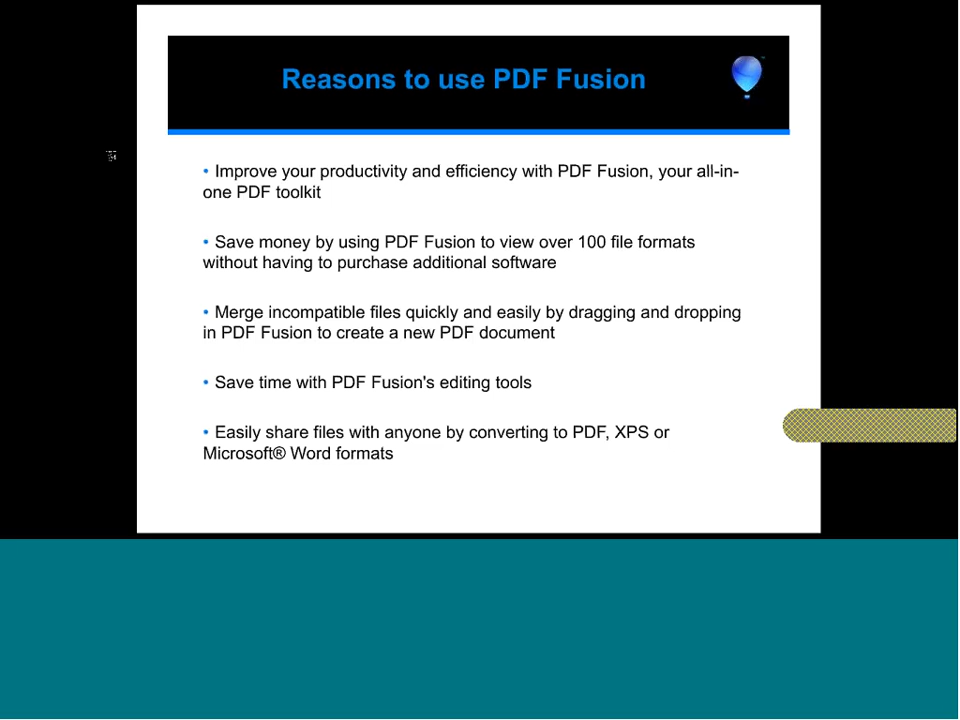 Reasons to use PDF Fusion
• Improve your productivity and efficiency with PDF Fusion, your all-in-
one PDF toolkit
• Save money by using PDF Fusion to view over 100 file formats
without having to purchase additional software
• Merge incompatible files quickly and easily by dragging and dropping
in PDF Fusion to create a new PDF document
• Save time with PDF Fusion's editing tools
• Easily share files with anyone by converting to PDF, XPS or
Microsoft® Word formats